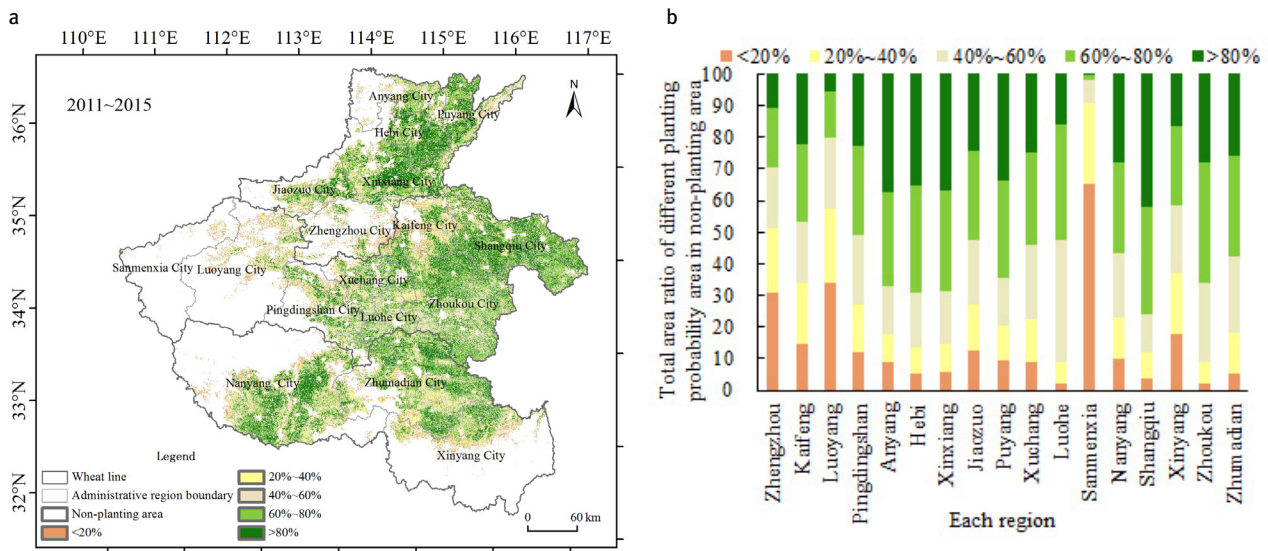 a
110°E 111°E 112°E 113°E 114°E 115°E 116°E 117°E
2011~2015
N
36°N
35°N
34°N
33°N
32°N
Anyang City
Puyang City
Hebi City
Xinxiang City
Jiaozuo City
Zhengzhou City
Kaifeng City
Shangqiu City
Sanmenxia City
Luoyang City
Xuchang City
Pingdingshan City
Luohe City
Zhoukou City
Nanyang City
Zhumadian City
Xinyang City
Legend
Wheat line
Administrative region boundary
Non-planting area
<20%
20%~40%
40%~60%
60%~80%
>80%
0 60 km
b
<20% 20%~40% 40%~60% 60%~80% >80%
Total area ratio of different planting
probability area in non-planting area
100
90
80
70
60
50
40
30
20
10
0
Zhengzhou
Kaifeng
Luoyang
Pingdingshan
Anyang
Hebi
Xinxiang
Jiaozuo
Puyang
Xuchang
Luohe
Sanmenxia
Nanyang
Shangqiu
Xinyang
Zhoukou
Zhumadian
Each region